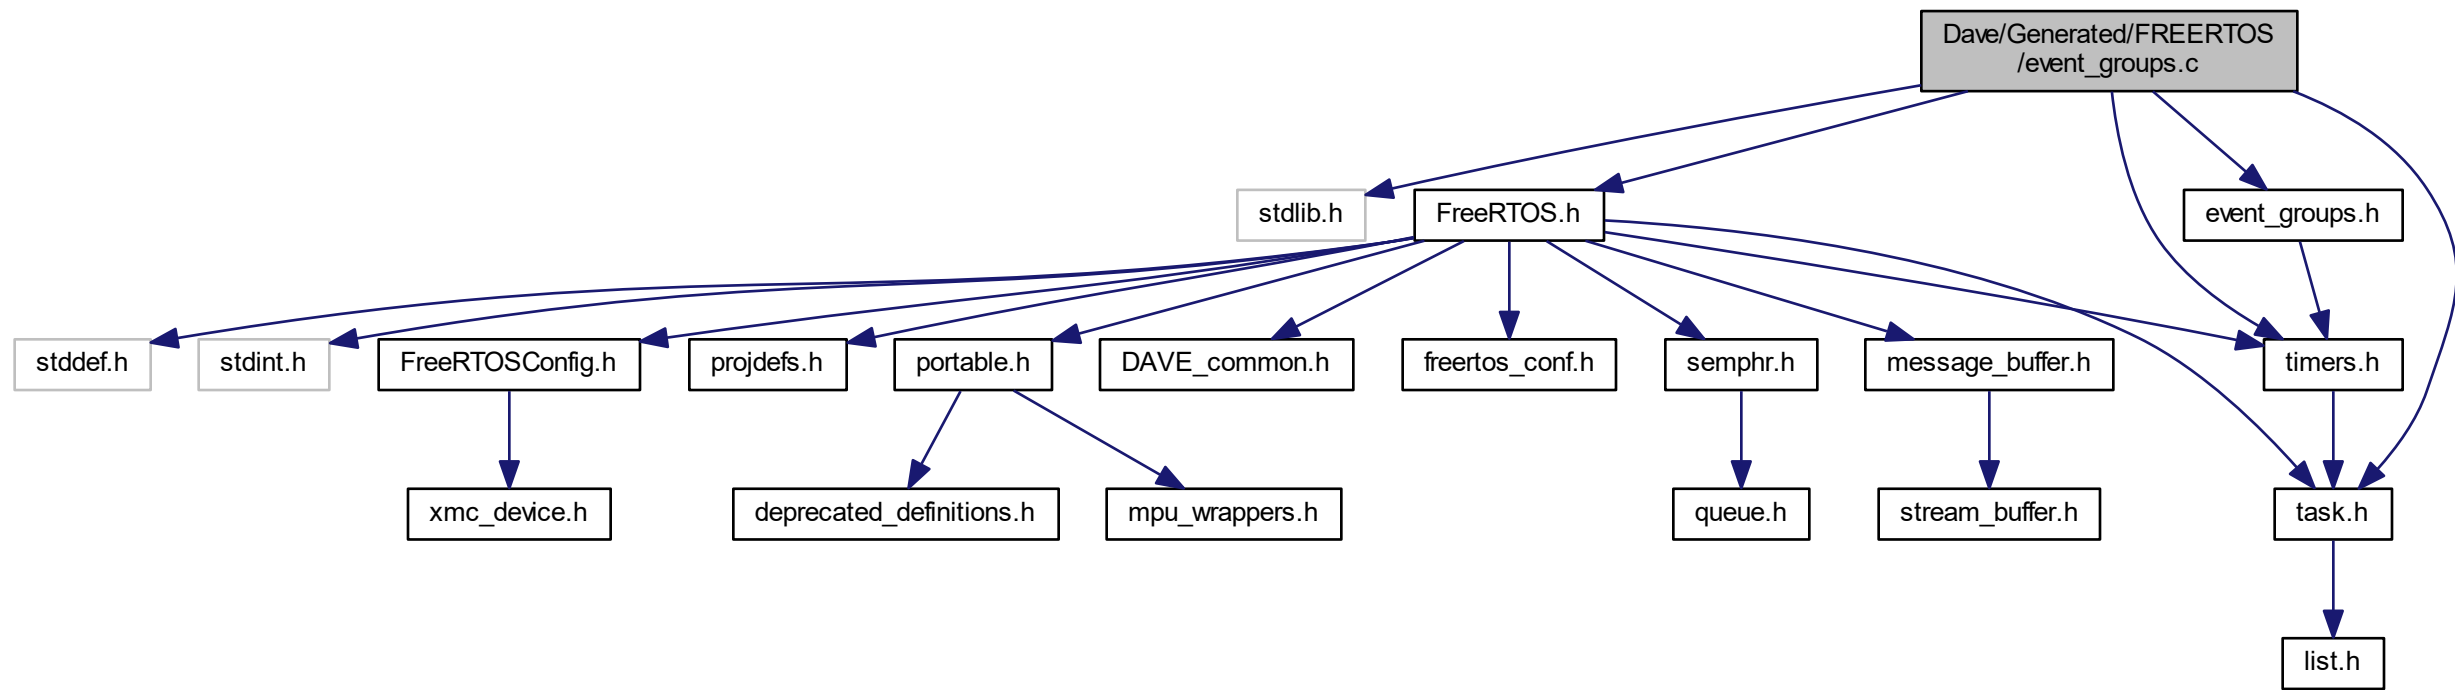 Dave/Generated/FREERTOS
/event_groups.c
stdlib.h
FreeRTOS.h
event_groups.h
stddef.h
stdint.h
FreeRTOSConfig.h
projdefs.h
portable.h
DAVE_common.h
freertos_conf.h
semphr.h
message_buffer.h
timers.h
xmc_device.h
deprecated_definitions.h
mpu_wrappers.h
queue.h
stream_buffer.h
task.h
list.h